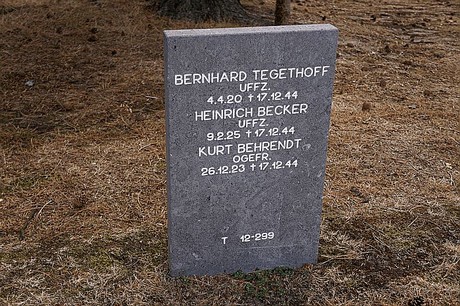 BERNHARD TEGETHOFF
UFFZ.
4.4.20 † 17.12.44
HEINRICH BECKER
UFFZ.
9.2.25 † 17.12.44
KURT BEHRENDT
OGEFR.
26.12.23 † 17.12.44
T 12-299